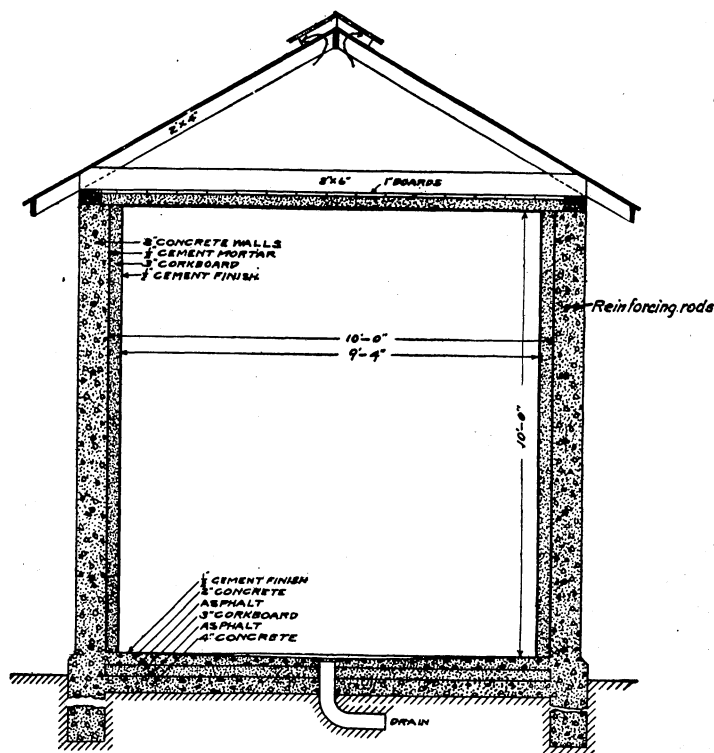 2"x4"
2"x6"
1"BOARDS
8"CONCRETE WALLS
½"CEMENT MORTAR
3"CORKBOARD
½"CEMENT FINISH
Reinforcing rods
10'-0"
9'-4"
10'-0"
½"CEMENT FINISH
2"CONCRETE
ASPHALT
3"CORKBOARD
ASPHALT
4"CONCRETE
DRAIN